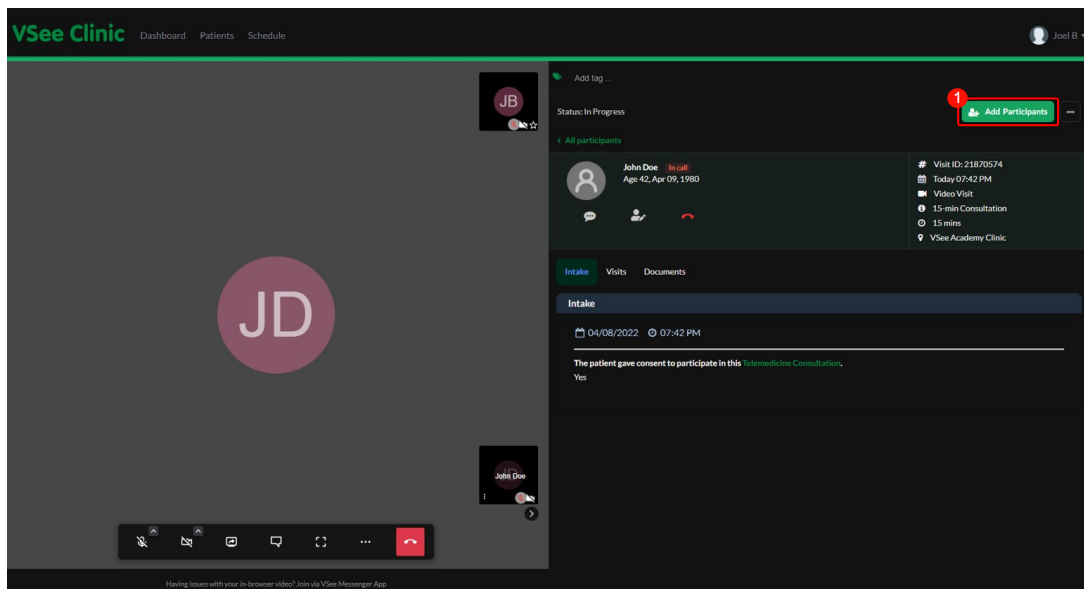 VSee Clinic Dashboard Patients Schedule
Joel B
JB
JD
John Doe
Having issues with your in-browser video? Join via VSee Messenger App
Add tag ...
1
Status: In Progress
Add Participants
< All participants
John Doe In call
Age 42, Apr 09, 1980
# Visit ID: 21870574
Today 07:42 PM
Video Visit
15-min Consultation
15 mins
VSee Academy Clinic
Intake Visits Documents
Intake
04/08/2022 07:42 PM
The patient gave consent to participate in this Telemedicine Consultation.
Yes